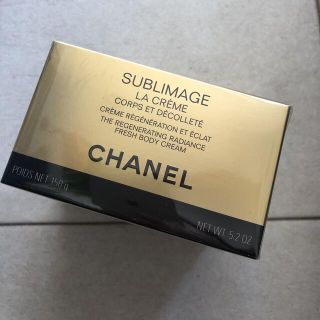 SUBLIMAGE
LA CRÈME
CORPS ET DÉCOLLETÉ
CRÈME RÉGÉNÉRATION ET ÉCLAT
THE REGENERATING RADIANCE
FRESH BODY CREAM
CHANEL
POIDS NET 150 G
NET WT. 5.2 OZ.